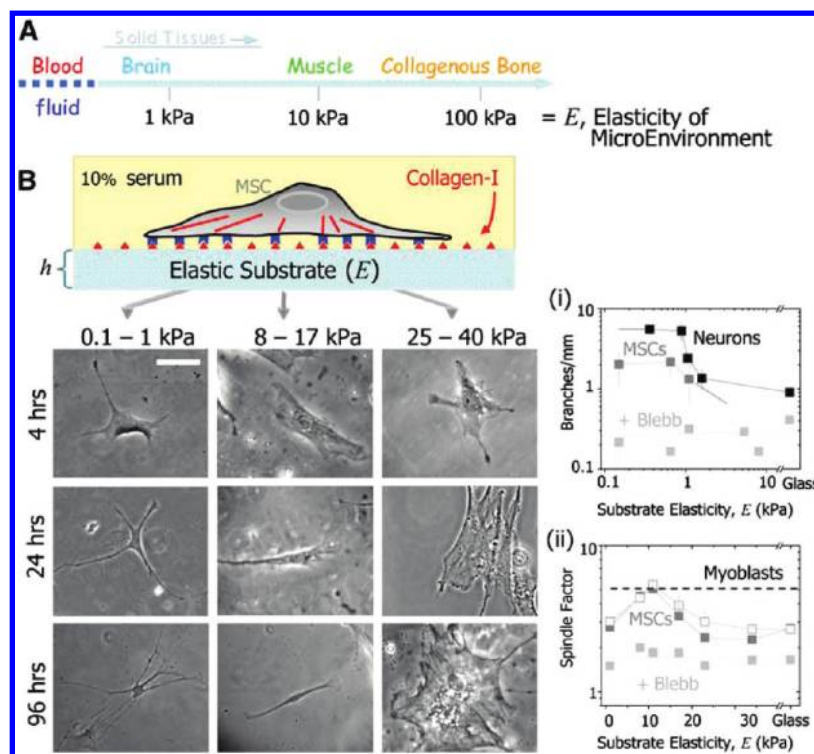 A
Solid Tissues
Blood Brain Muscle Collagenous Bone
fluid
1 kPa 10 kPa 100 kPa = E, Elasticity of
MicroEnvironment
B
10% serum
MSC
Collagen-I
h
Elastic Substrate (E)
0.1 – 1 kPa 8 – 17 kPa 25 – 40 kPa
4 hrs
24 hrs
96 hrs
(i)
10
1
0.1
Branches/mm
Neurons
MSCs
+ Blebb
0.1 1 10 Glass
Substrate Elasticity, E (kPa)
(ii)
10
1
Spindle Factor
Myoblasts
MSCs
+ Blebb
0 10 20 30 Glass
Substrate Elasticity, E (kPa)